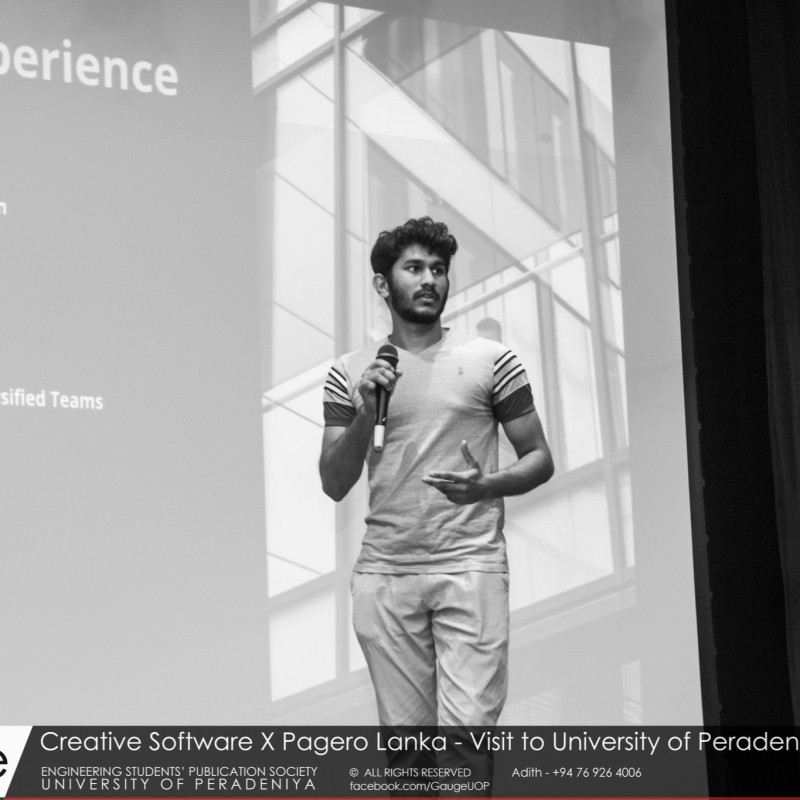 perience
n
sified Teams
e
Creative Software X Pagero Lanka - Visit to University of Peraden
ENGINEERING STUDENTS' PUBLICATION SOCIETY
UNIVERSITY OF PERADENIYA
© ALL RIGHTS RESERVED
facebook.com/GaugeUOP
Adith - +94 76 926 4006